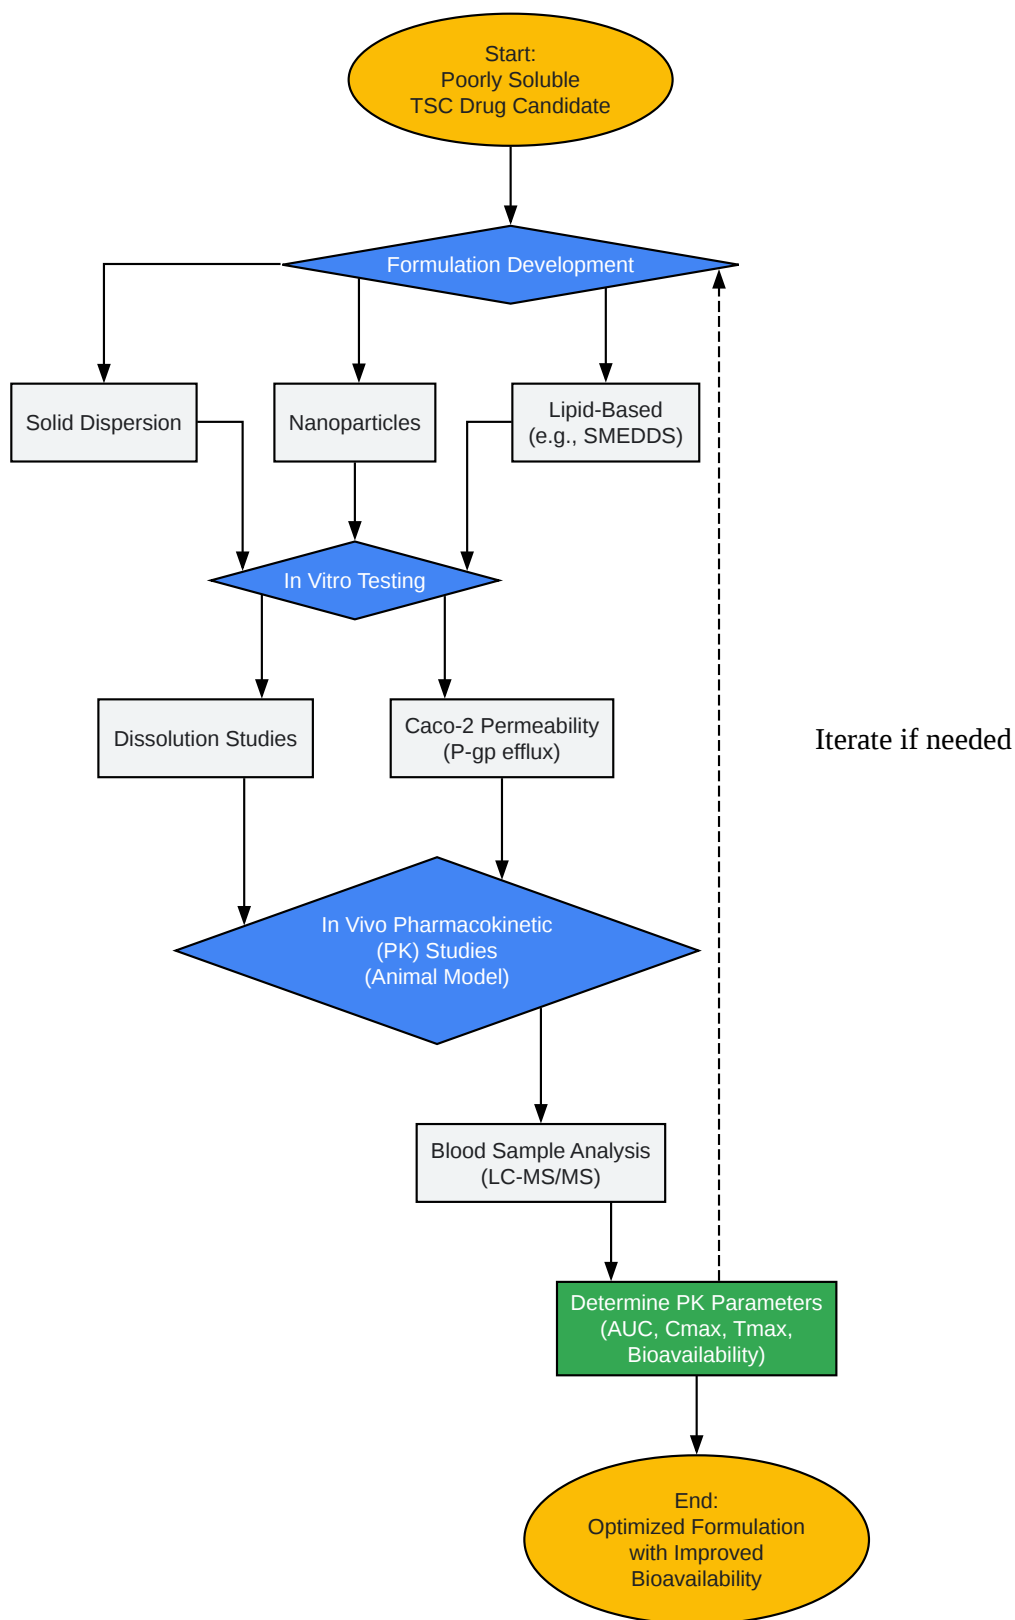 Start:
Poorly Soluble
TSC Drug Candidate
Formulation Development
Solid Dispersion
Nanoparticles
Lipid-Based
(e.g., SMEDDS)
In Vitro Testing
Dissolution Studies
Caco-2 Permeability
(P-gp efflux)
Iterate if needed
In Vivo Pharmacokinetic
(PK) Studies
(Animal Model)
Blood Sample Analysis
(LC-MS/MS)
Determine PK Parameters
(AUC, Cmax, Tmax,
Bioavailability)
End:
Optimized Formulation
with Improved
Bioavailability